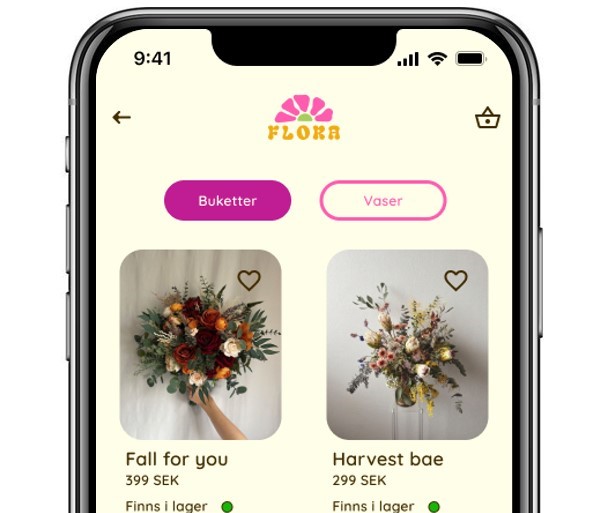 9:41
FLORA
Buketter
Vaser
Fall for you
399 SEK
Finns i lager
Harvest bae
299 SEK
Finns i lager